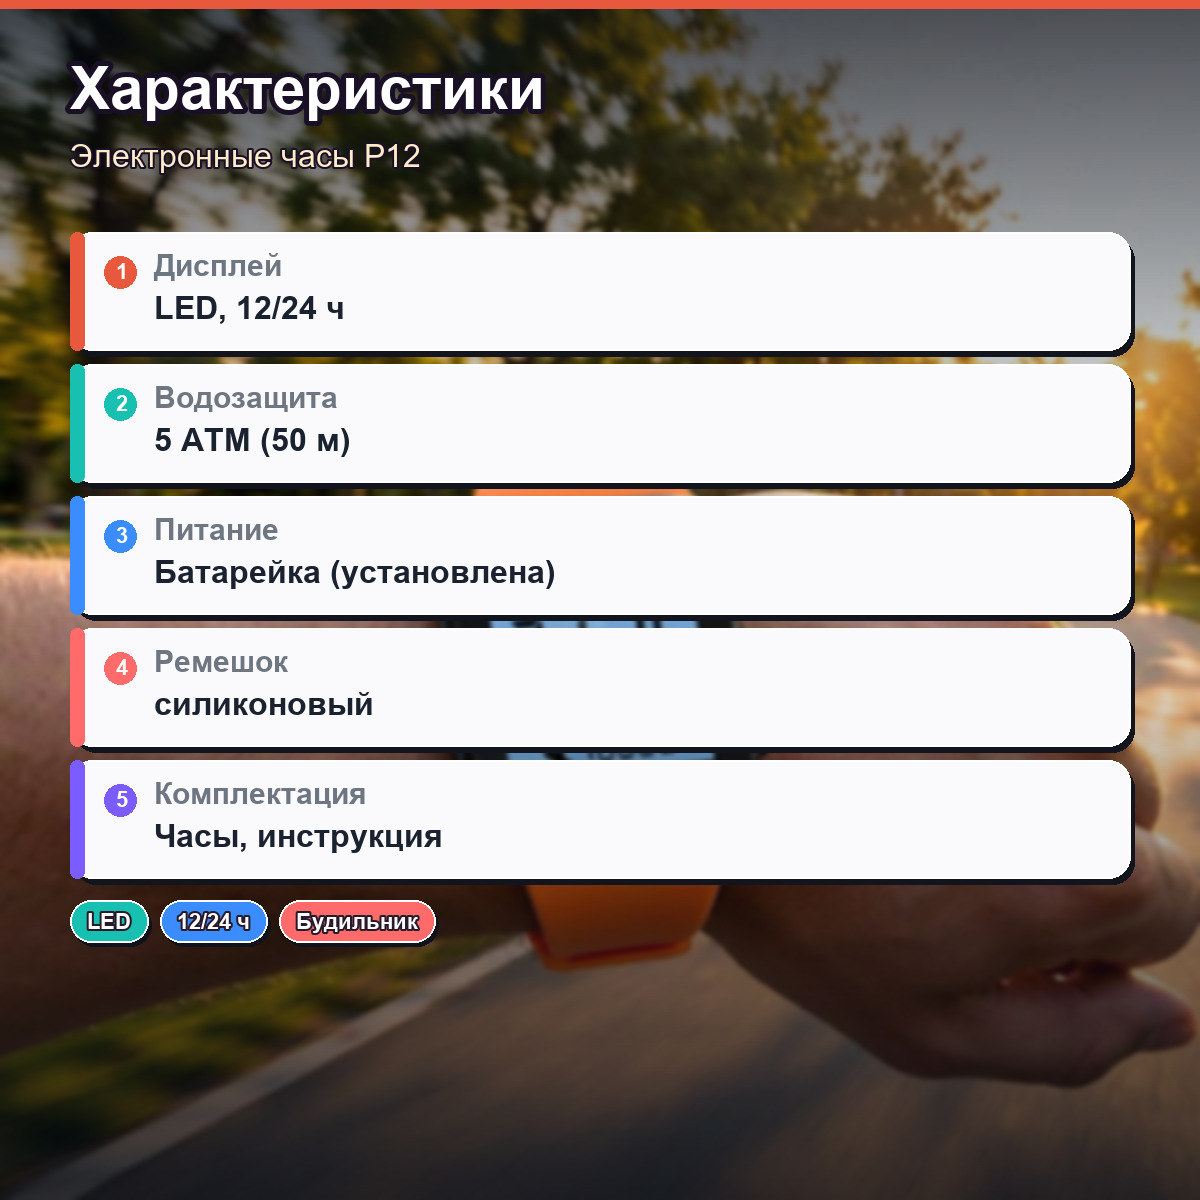 Характеристики
Электронные часы P12
1 Дисплей
LED, 12/24 ч
2 Водозащита
5 ATM (50 м)
3 Питание
Батарейка (установлена)
4 Ремешок
силиконовый
5 Комплектация
Часы, инструкция
LED 12/24 ч Будильник